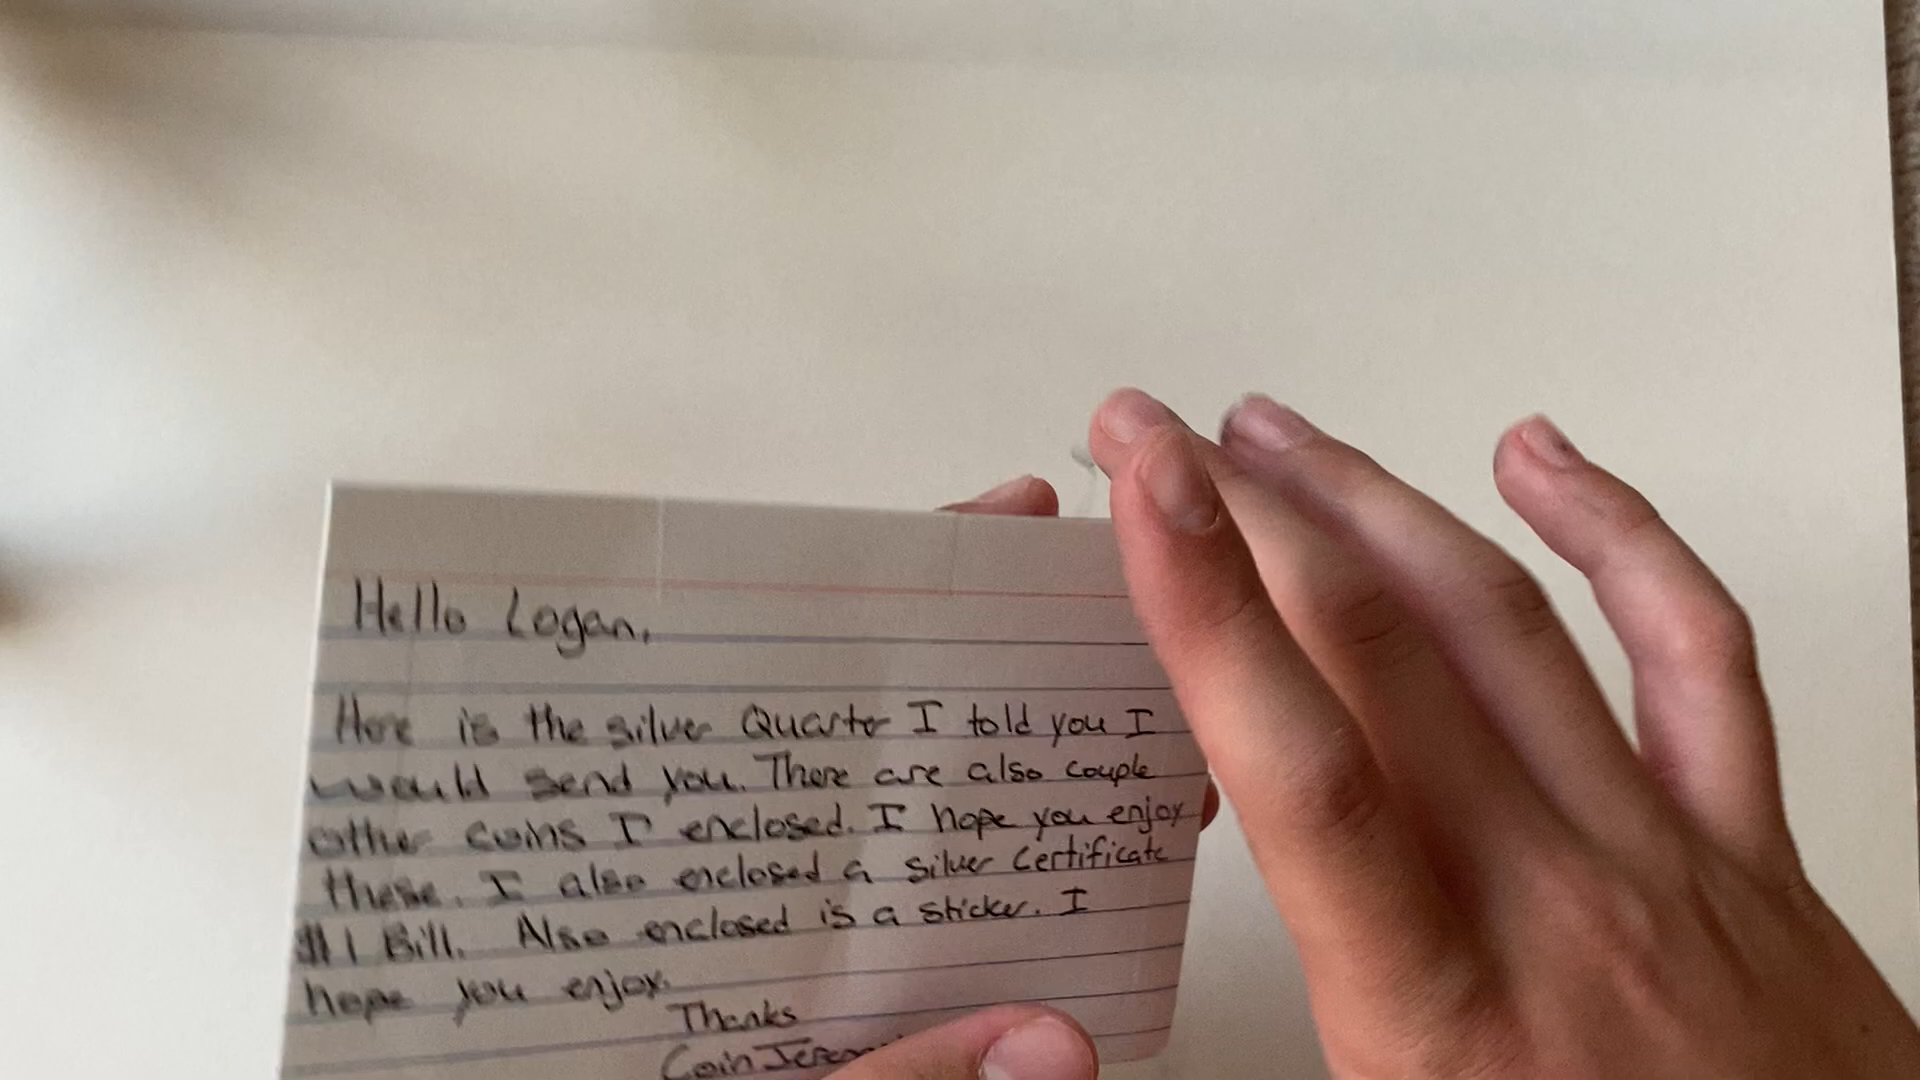 Hello Logan,
Here is the silver Quarter I told you I
would send you. There are also couple
other coins I enclosed. I hope you enjoy
these. I also enclosed a silver certificate
$1 Bill. Also enclosed is a sticker. I
hope you enjoy.
Thanks
Coin